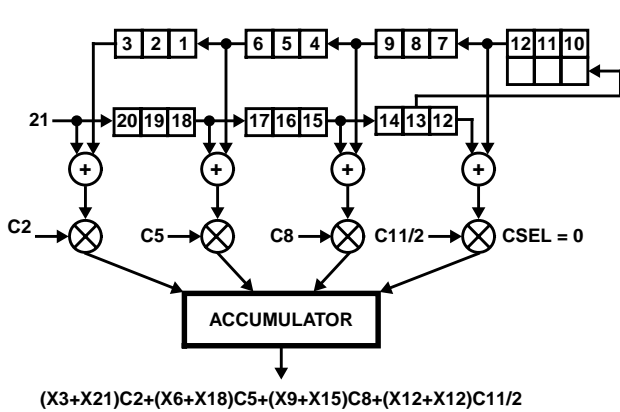 3 2 1 6 5 4 9 8 7 12 11 10
21 20 19 18 17 16 15 14 13 12
+ + + +
C2 C5 C8 C11/2 CSEL = 0
ACCUMULATOR
(X3+X21)C2+(X6+X18)C5+(X9+X15)C8+(X12+X12)C11/2